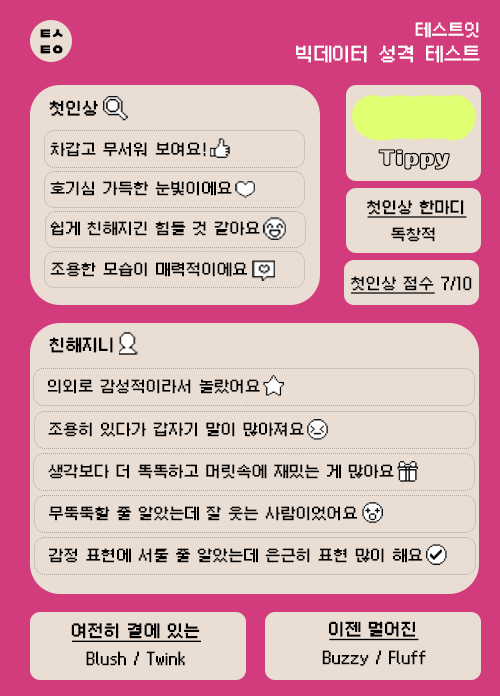 테스
트잇
테스트잇
빅데이터 성격 테스트
첫인상
차갑고 무서워 보여요!
호기심 가득한 눈빛이에요
쉽게 친해지긴 힘들 것 같아요
조용한 모습이 매력적이에요
Tippy
첫인상 한마디
독창적
첫인상 점수 7/10
친해지니
의외로 감성적이라서 놀랐어요
조용히 있다가 갑자기 말이 많아져요
생각보다 더 똑똑하고 머릿속에 재밌는 게 많아요
무뚝뚝할 줄 알았는데 잘 웃는 사람이었어요
감정 표현에 서툴 줄 알았는데 은근히 표현 많이 해요
여전히 곁에 있는
Blush / Twink
이젠 멀어진
Buzzy / Fluff